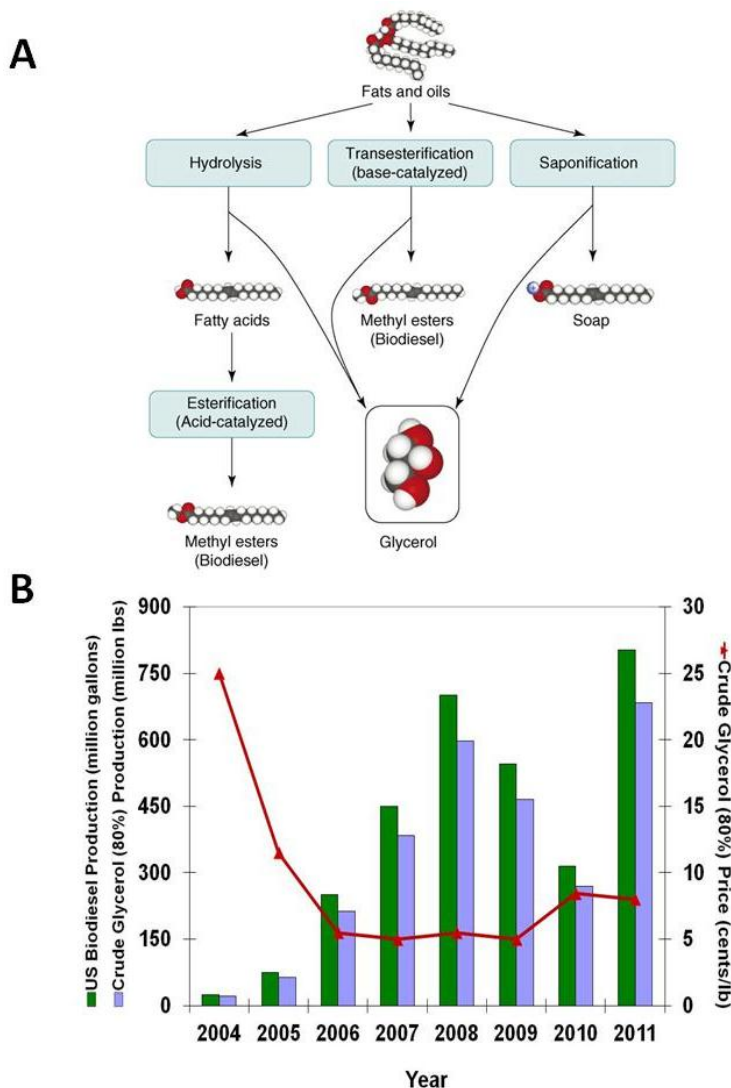 A
Fats and oils
Hydrolysis
Transesterification
(base-catalyzed)
Saponification
Fatty acids
Methyl esters
(Biodiesel)
Soap
Esterification
(Acid-catalyzed)
Methyl esters
(Biodiesel)
Glycerol
B
US Biodiesel Production (million gallons)
Crude Glycerol (80%) Production (million lbs)
900
750
600
450
300
150
0
30
25
20
15
10
5
0
Crude Glycerol (80%) Price (cents/lb)
2004 2005 2006 2007 2008 2009 2010 2011
Year